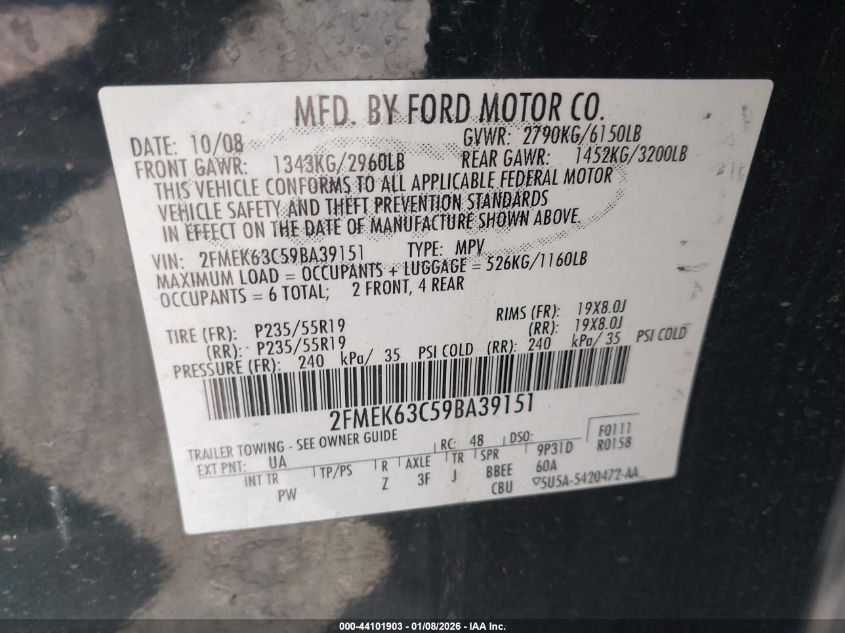 MFD. BY FORD MOTOR CO.
DATE: 10/08 GVWR: 2790KG/6150LB
FRONT GAWR: 1343KG/2960LB REAR GAWR: 1452KG/3200LB
THIS VEHICLE CONFORMS TO ALL APPLICABLE FEDERAL MOTOR
VEHICLE SAFETY AND THEFT PREVENTION STANDARDS
IN EFFECT ON THE DATE OF MANUFACTURE SHOWN ABOVE.
VIN: 2FMEK63C59BA39151 TYPE: MPV
MAXIMUM LOAD = OCCUPANTS + LUGGAGE = 526KG/1160LB
OCCUPANTS = 6 TOTAL; 2 FRONT, 4 REAR
TIRE (FR): P235/55R19 RIMS (FR): 19X8.0J
(RR): P235/55R19 (RR): 19X8.0J
PRESSURE (FR): 240 kPa/ 35 PSI COLD (RR): 240 kPa/ 35 PSI COLD
2FMEK63C59BA39151
TRAILER TOWING - SEE OWNER GUIDE RC: 48 DSO: F0111
EXT PNT: UA 9P31D R0158
INT TR TP/PS R AXLE TR SPR 60A
PW Z 3F J BBEE
CBU ▽5U5A-5420472-AA
000-44101903 - 01/08/2026 - IAA Inc.